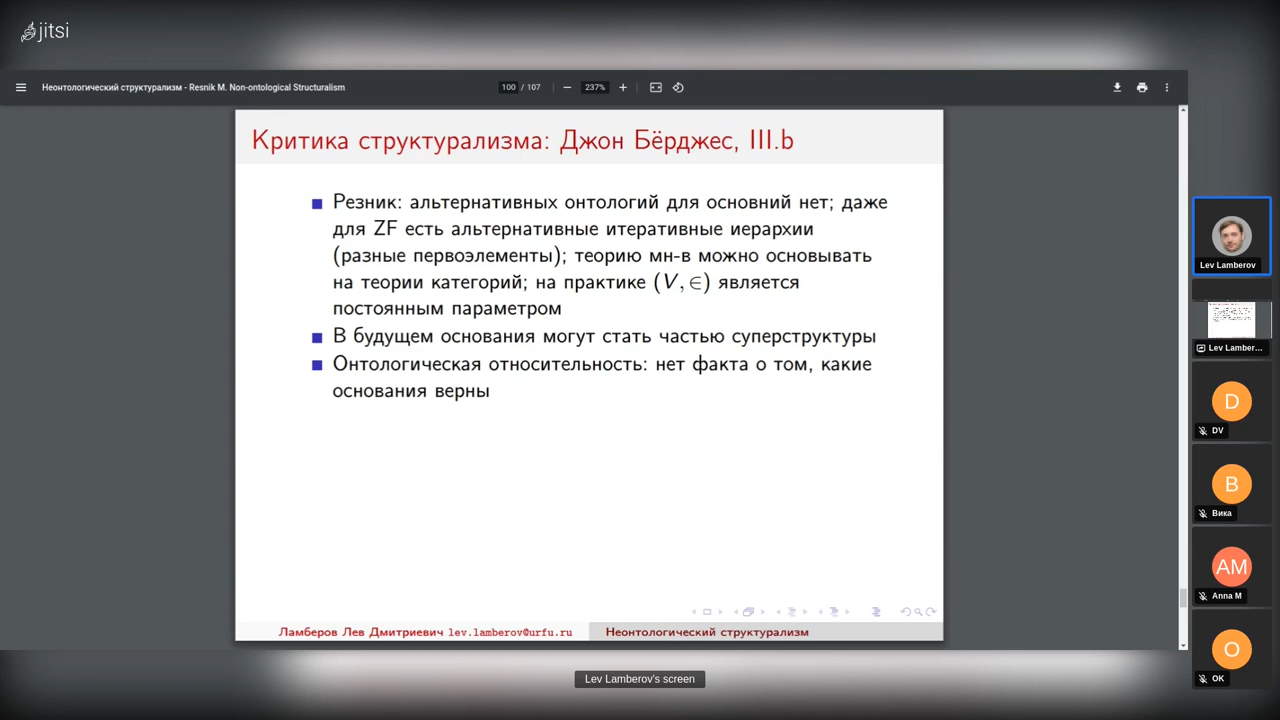 jitsi
Неонтологический структурализм - Resnik M. Non-ontological Structuralism
100 / 107
237%
Критика структурализма: Джон Бёрджес, III.b
Резник: альтернативных онтологий для основний нет; даже
для ZF есть альтернативные итеративные иерархии
(разные первоэлементы); теорию мн-в можно основывать
на теории категорий; на практике (V, ∈) является
постоянным параметром
В будущем основания могут стать частью суперструктуры
Онтологическая относительность: нет факта о том, какие
основания верны
Ламберов Лев Дмитриевич lev.lamberov@urfu.ru
Неонтологический структурализм
Lev Lamberov's screen
Lev Lamberov
Lev Lamber...
D
DV
B
Вика
AM
Anna M
O
OK